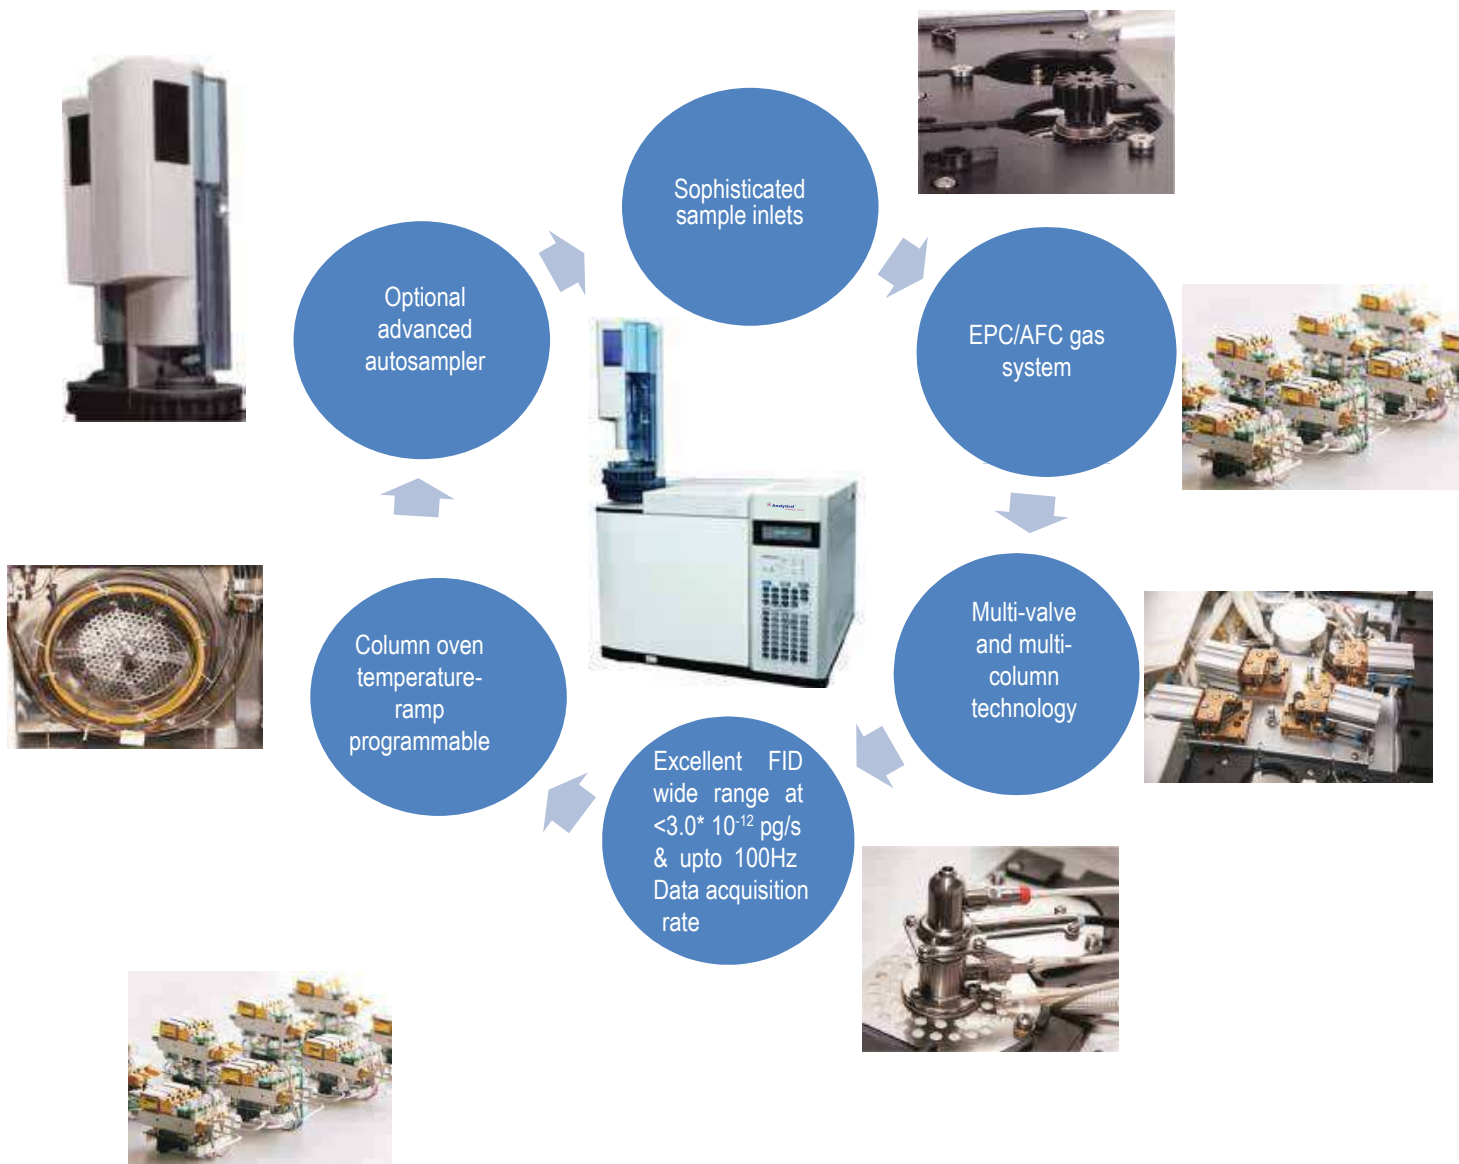 Sophisticated
sample inlets
EPC/AFC gas
system
Multi-valve
and multi-
column
technology
Excellent FID
wide range at
<3.0* 10⁻¹² pg/s
& upto 100Hz
Data acquisition
rate
Column oven
temperature-
ramp
programmable
Optional
advanced
autosampler
Analytical